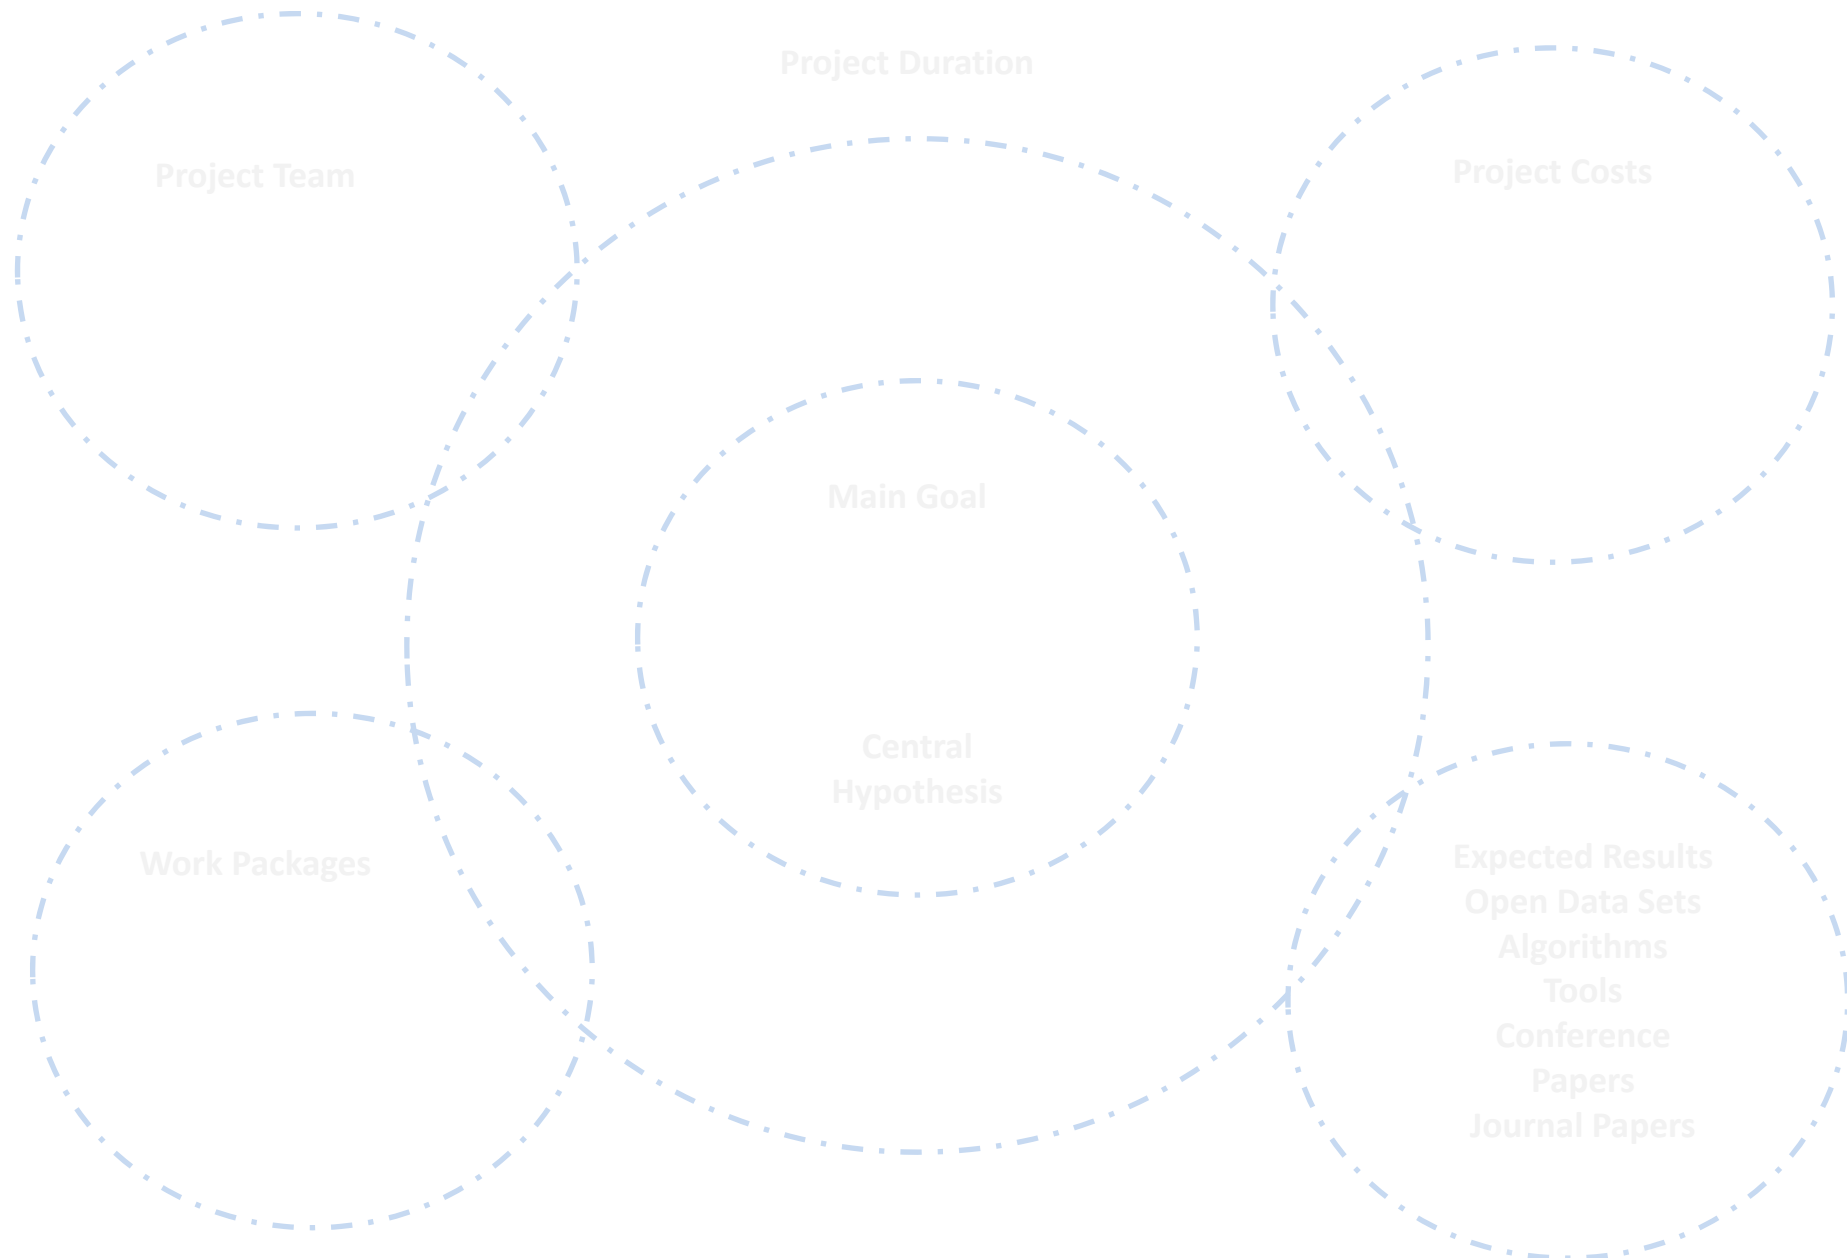 Project Duration
Project Team
Project Costs
Main Goal
Central
Hypothesis
Work Packages
Expected Results
Open Data Sets
Algorithms
Tools
Conference
Papers
Journal Papers